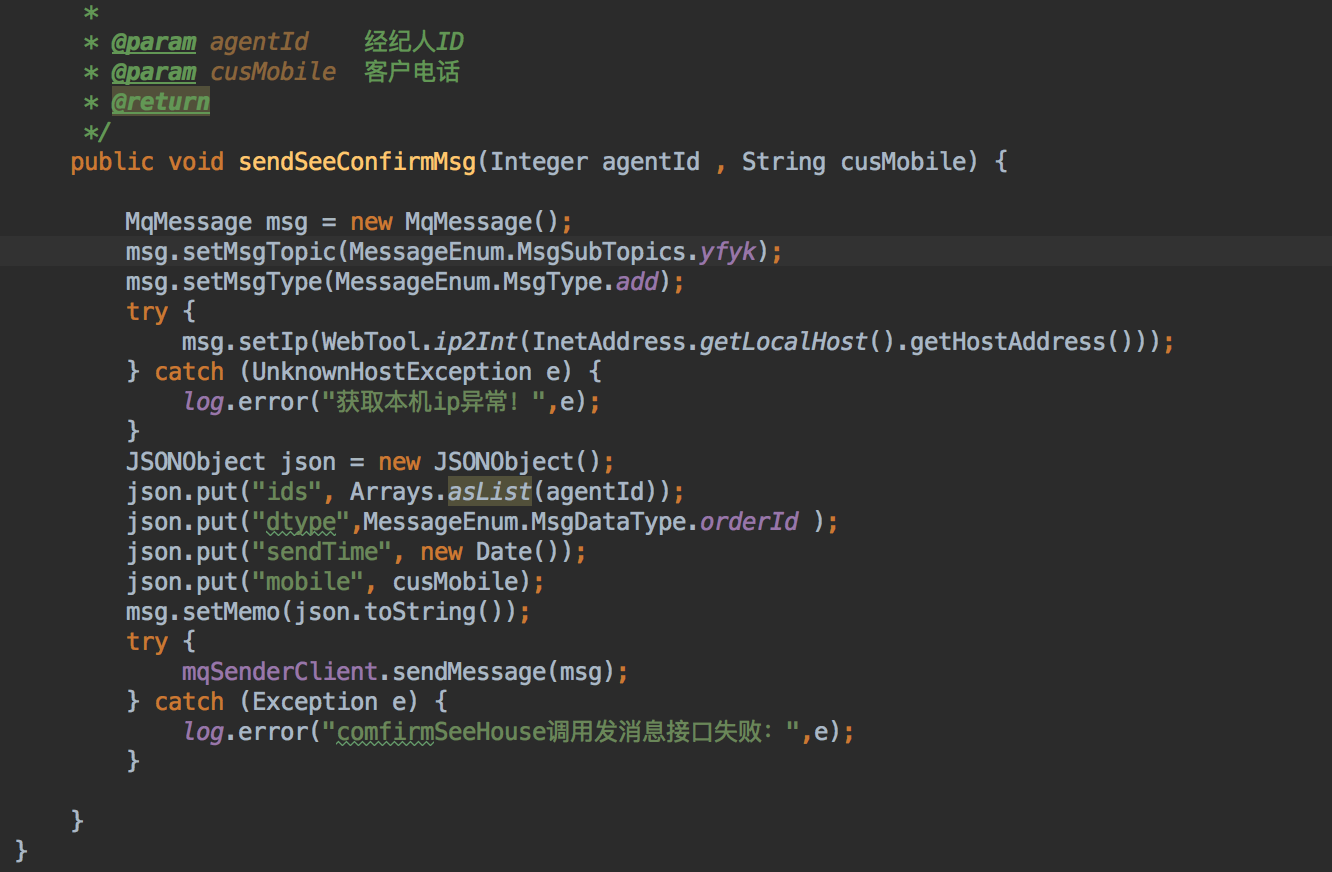 *
* @param agentId    经纪人ID
* @param cusMobile  客户电话
* @return
*/
public void sendSeeConfirmMsg(Integer agentId , String cusMobile) {
MqMessage msg = new MqMessage();
msg.setMsgTopic(MessageEnum.MsgSubTopics.yfyk);
msg.setMsgType(MessageEnum.MsgType.add);
try {
msg.setIp(WebTool.ip2Int(InetAddress.getLocalHost().getHostAddress()));
} catch (UnknownHostException e) {
log.error("获取本机ip异常！",e);
}
JSONObject json = new JSONObject();
json.put("ids", Arrays.asList(agentId));
json.put("dtype",MessageEnum.MsgDataType.orderId );
json.put("sendTime", new Date());
json.put("mobile", cusMobile);
msg.setMemo(json.toString());
try {
mqSenderClient.sendMessage(msg);
} catch (Exception e) {
log.error("comfirmSeeHouse调用发消息接口失败：",e);
}
}
}